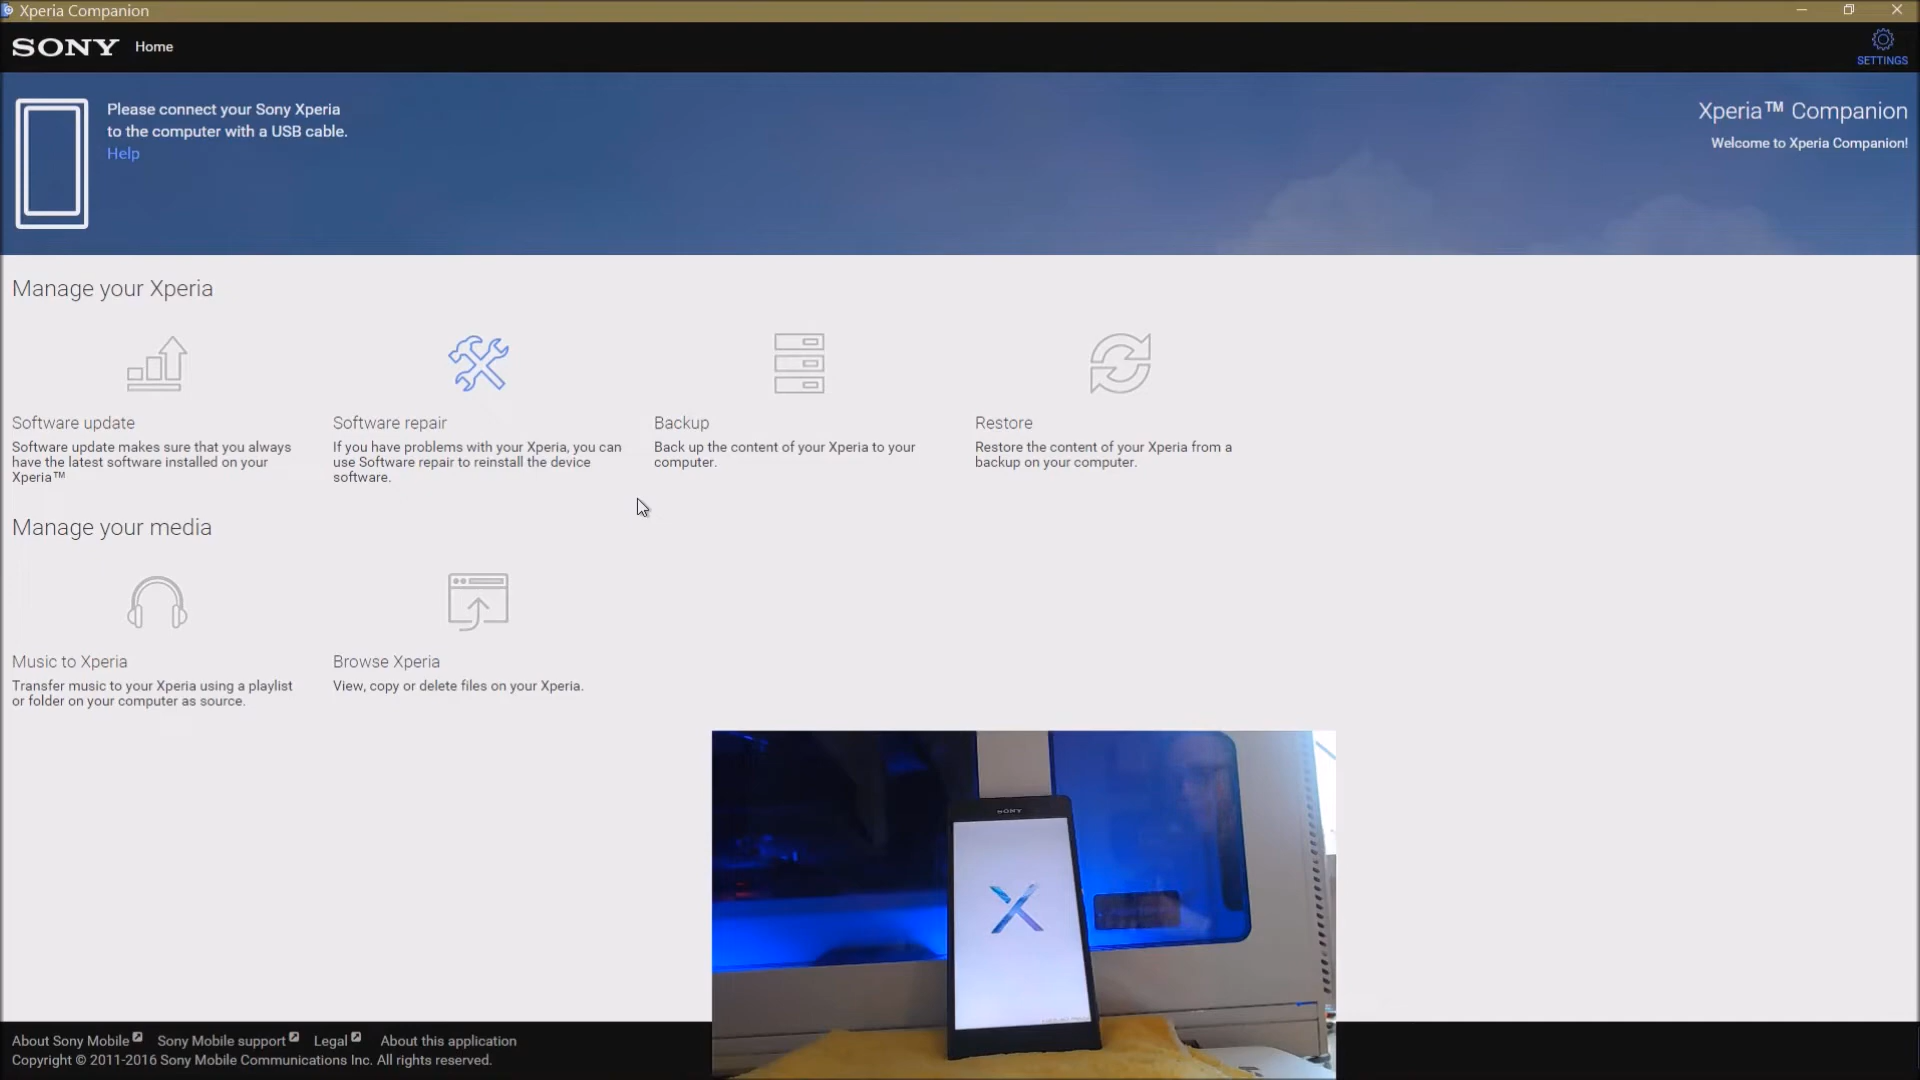 Xperia Companion
SONY
Home
SETTINGS
Please connect your Sony Xperia
to the computer with a USB cable.
Help
Xperia™ Companion
Welcome to Xperia Companion!
Manage your Xperia
Software update
Software update makes sure that you always
have the latest software installed on your
Xperia™
Software repair
If you have problems with your Xperia, you can
use Software repair to reinstall the device
software.
Backup
Back up the content of your Xperia to your
computer.
Restore
Restore the content of your Xperia from a
backup on your computer.
Manage your media
Music to Xperia
Transfer music to your Xperia using a playlist
or folder on your computer as source.
Browse Xperia
View, copy or delete files on your Xperia.
SONY
About Sony Mobile
Sony Mobile support
Legal
About this application
Copyright © 2011-2016 Sony Mobile Communications Inc. All rights reserved.